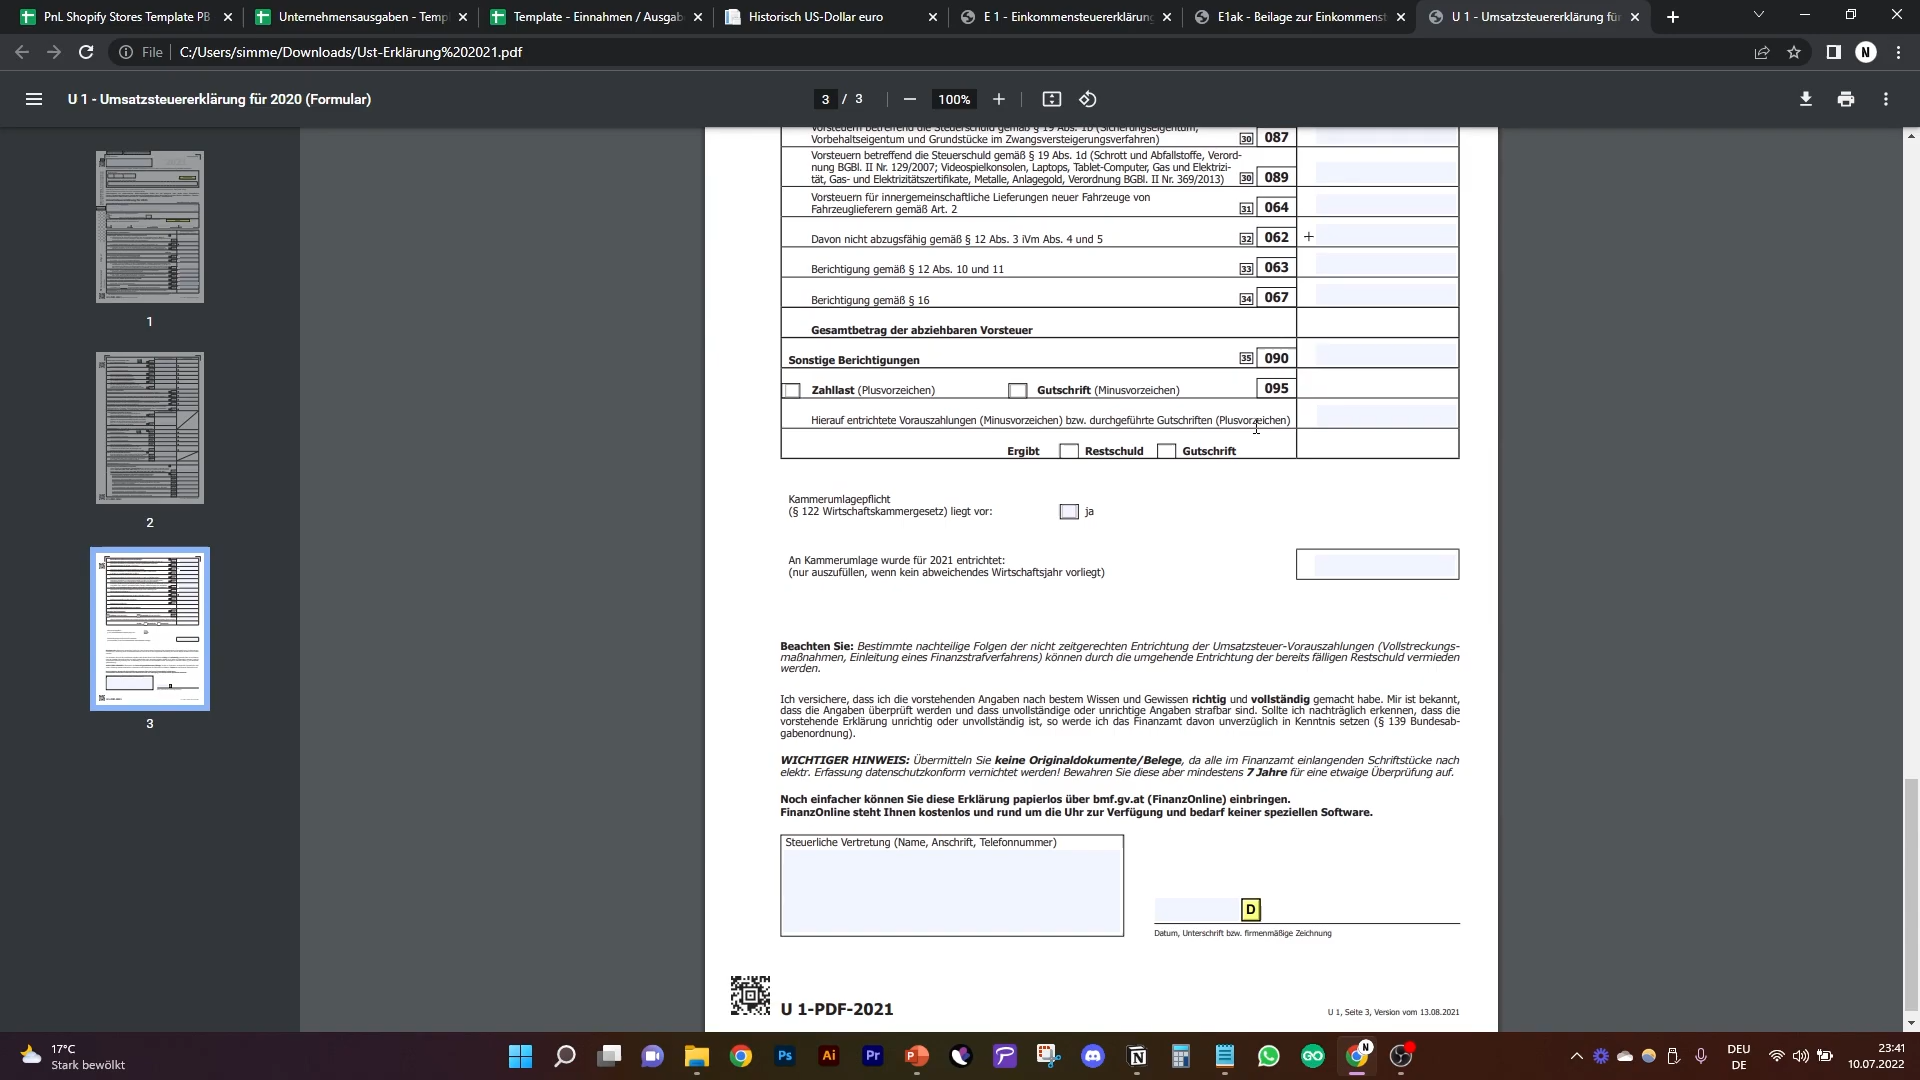 PnL Shopify Stores Template PB
Unternehmensausgaben - Templ
Template - Einnahmen / Ausgab
Historisch US-Dollar euro
E 1 - Einkommensteuererklärung
E1ak - Beilage zur Einkommenst
U 1 - Umsatzsteuererklärung für
File
C:/Users/simme/Downloads/Ust-Erklärung%202021.pdf
N
U 1 - Umsatzsteuererklärung für 2020 (Formular)
3 / 3
100%
Vorsteuern betreffend die Steuerschuld gemäß § 19 Abs. 1b (Sicherungseigentum,
Vorbehaltseigentum und Grundstücke im Zwangsversteigerungsverfahren) 30 087
Vorsteuern betreffend die Steuerschuld gemäß § 19 Abs. 1d (Schrott und Abfallstoffe, Verord-
nung BGBl. II Nr. 129/2007; Videospielkonsolen, Laptops, Tablet-Computer, Gas und Elektrizi-
tät, Gas- und Elektrizitätszertifikate, Metalle, Anlagegold, Verordnung BGBl. II Nr. 369/2013) 30 089
Vorsteuern für innergemeinschaftliche Lieferungen neuer Fahrzeuge von
Fahrzeuglieferern gemäß Art. 2 31 064
Davon nicht abzugsfähig gemäß § 12 Abs. 3 iVm Abs. 4 und 5 32 062 +
Berichtigung gemäß § 12 Abs. 10 und 11 33 063
Berichtigung gemäß § 16 34 067
Gesamtbetrag der abziehbaren Vorsteuer
Sonstige Berichtigungen 35 090
Zahllast (Plusvorzeichen) Gutschrift (Minusvorzeichen) 095
Hierauf entrichtete Vorauszahlungen (Minusvorzeichen) bzw. durchgeführte Gutschriften (Plusvorzeichen)
Ergibt Restschuld Gutschrift
Kammerumlagepflicht
(§ 122 Wirtschaftskammergesetz) liegt vor: ja
An Kammerumlage wurde für 2021 entrichtet:
(nur auszufüllen, wenn kein abweichendes Wirtschaftsjahr vorliegt)
Beachten Sie: Bestimmte nachteilige Folgen der nicht zeitgerechten Entrichtung der Umsatzsteuer-Vorauszahlungen (Vollstreckungs-
maßnahmen, Einleitung eines Finanzstrafverfahrens) können durch die umgehende Entrichtung der bereits fälligen Restschuld vermieden
werden.
Ich versichere, dass ich die vorstehenden Angaben nach bestem Wissen und Gewissen richtig und vollständig gemacht habe. Mir ist bekannt,
dass die Angaben überprüft werden und dass unvollständige oder unrichtige Angaben strafbar sind. Sollte ich nachträglich erkennen, dass die
vorstehende Erklärung unrichtig oder unvollständig ist, so werde ich das Finanzamt davon unverzüglich in Kenntnis setzen (§ 139 Bundesab-
gabenordnung).
WICHTIGER HINWEIS: Übermitteln Sie keine Originaldokumente/Belege, da alle im Finanzamt einlangenden Schriftstücke nach
elektr. Erfassung datenschutzkonform vernichtet werden! Bewahren Sie diese aber mindestens 7 Jahre für eine etwaige Überprüfung auf.
Noch einfacher können Sie diese Erklärung papierlos über bmf.gv.at (FinanzOnline) einbringen.
FinanzOnline steht Ihnen kostenlos und rund um die Uhr zur Verfügung und bedarf keiner speziellen Software.
Steuerliche Vertretung (Name, Anschrift, Telefonnummer)
D
Datum, Unterschrift bzw. firmenmäßige Zeichnung
U 1-PDF-2021
U 1, Seite 3, Version vom 13.08.2021
1
2
3
17°C
Stark bewölkt
Ps
Ai
Pr
N
GO
DEU
DE
23:41
10.07.2022